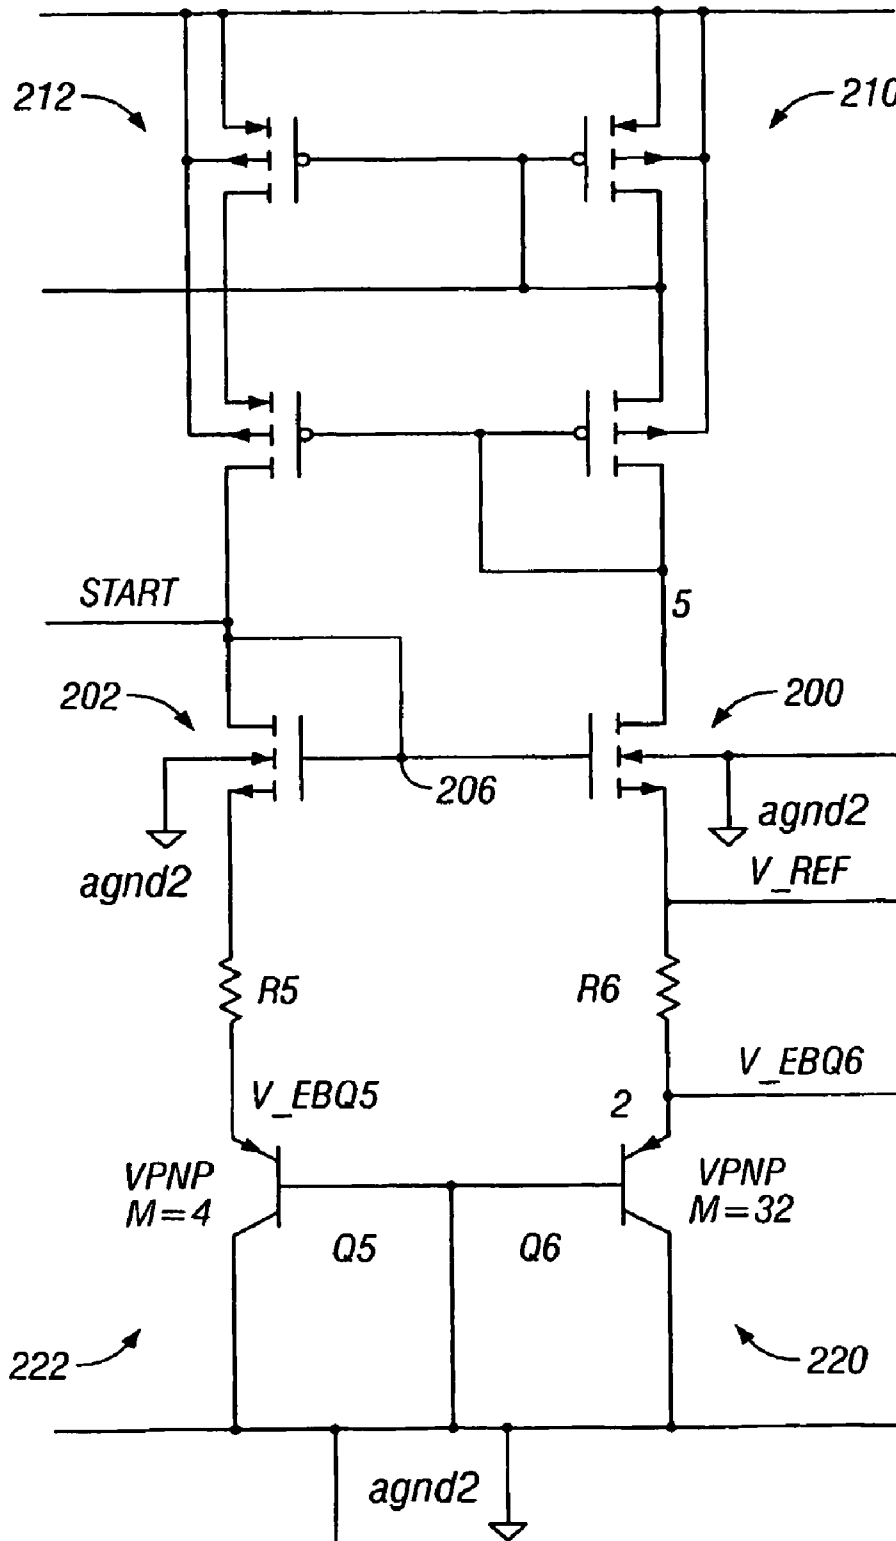 212
210
START
5
202
200
206
agnd2
agnd2
V_REF
R5
R6
V_EBQ6
V_EBQ5
2
VPNP
M=4
VPNP
M=32
Q5
Q6
222
220
agnd2